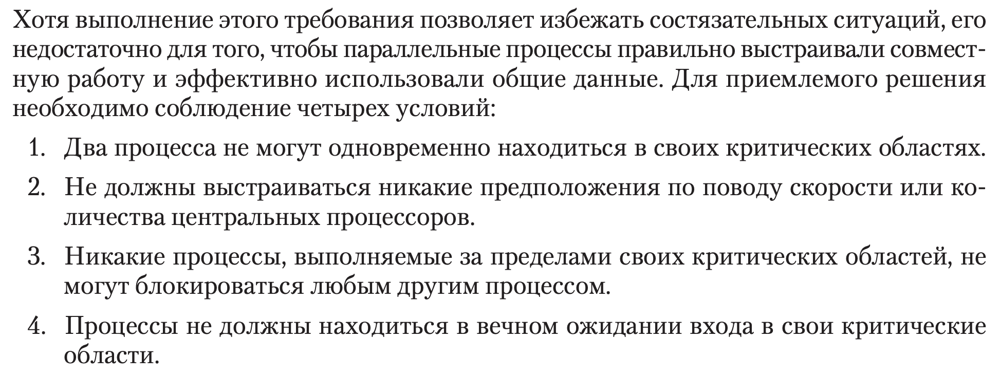 Хотя выполнение этого требования позволяет избежать состязательных ситуаций, его
недостаточно для того, чтобы параллельные процессы правильно выстраивали совмест-
ную работу и эффективно использовали общие данные. Для приемлемого решения
необходимо соблюдение четырех условий:
1. Два процесса не могут одновременно находиться в своих критических областях.
2. Не должны выстраиваться никакие предположения по поводу скорости или ко-
личества центральных процессоров.
3. Никакие процессы, выполняемые за пределами своих критических областей, не
могут блокироваться любым другим процессом.
4. Процессы не должны находиться в вечном ожидании входа в свои критические
области.